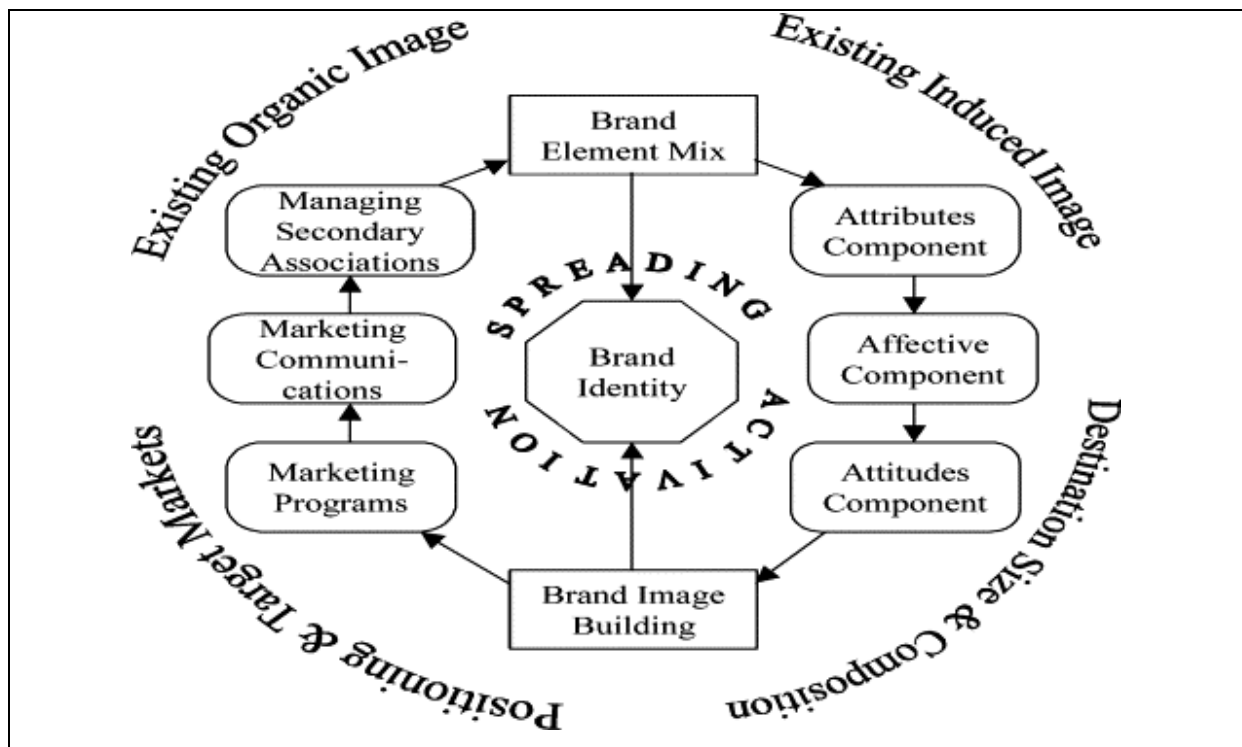 Existing Organic Image
Existing Induced Image
Brand
Element Mix
Managing
Secondary
Associations
Attributes
Component
SPREADING
Marketing
Communi-
cations
Brand
Identity
Affective
Component
ACTIVATION
Marketing
Programs
Attitudes
Component
Brand Image
Building
Positioning & Target Markets
Destination Size & Composition